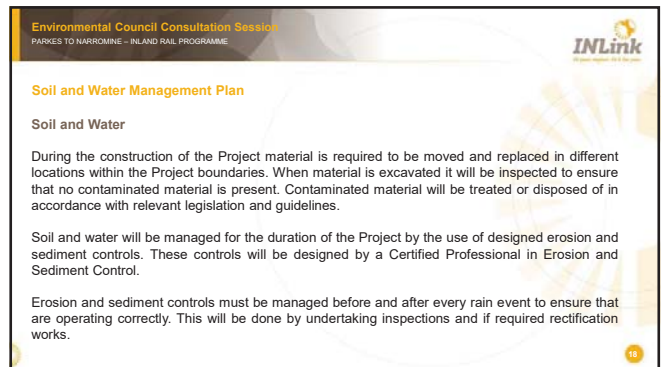 Environmental Council Consultation Session
PARKES TO NARROMINE – INLAND RAIL PROGRAMME
INLink
Soil and Water Management Plan
Soil and Water
During the construction of the Project material is required to be moved and replaced in different
locations within the Project boundaries. When material is excavated it will be inspected to ensure
that no contaminated material is present. Contaminated material will be treated or disposed of in
accordance with relevant legislation and guidelines.
Soil and water will be managed for the duration of the Project by the use of designed erosion and
sediment controls. These controls will be designed by a Certified Professional in Erosion and
Sediment Control.
Erosion and sediment controls must be managed before and after every rain event to ensure that
are operating correctly. This will be done by undertaking inspections and if required rectification
works.
18